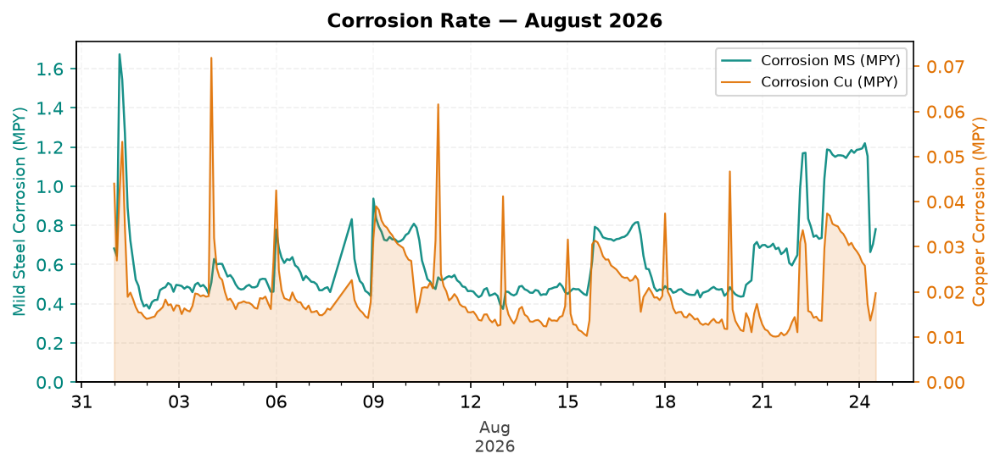 Corrosion Rate — August 2026
Corrosion MS (MPY)
Corrosion Cu (MPY)
Mild Steel Corrosion (MPY)
1.6
1.4
1.2
1.0
0.8
0.6
0.4
0.2
0.0
Copper Corrosion (MPY)
0.07
0.06
0.05
0.04
0.03
0.02
0.01
0.00
31 03 06 09 12 15 18 21 24
Aug
2026